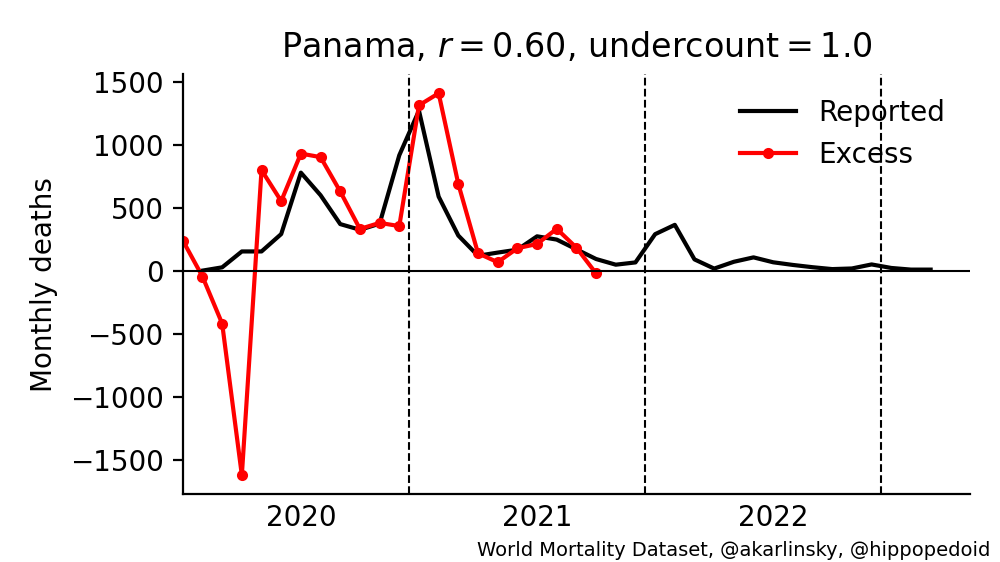 Panama, r = 0.60, undercount = 1.0
Monthly deaths
1500
1000
500
0
−500
−1000
−1500
Reported
Excess
2020 2021 2022
World Mortality Dataset, @akarlinsky, @hippopedoid